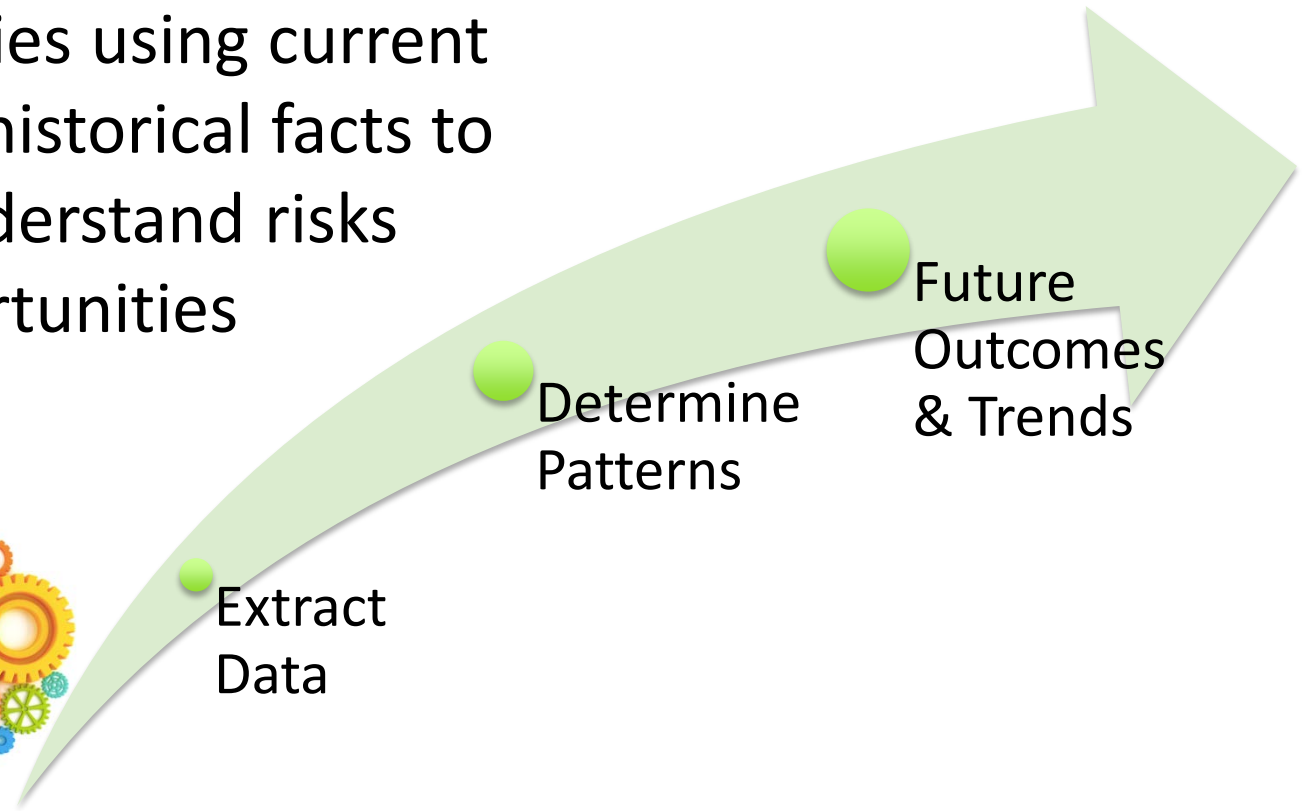 ies using current
historical facts to
derstand risks
rtunities
Future
Outcomes
& Trends
Determine
Patterns
Extract
Data